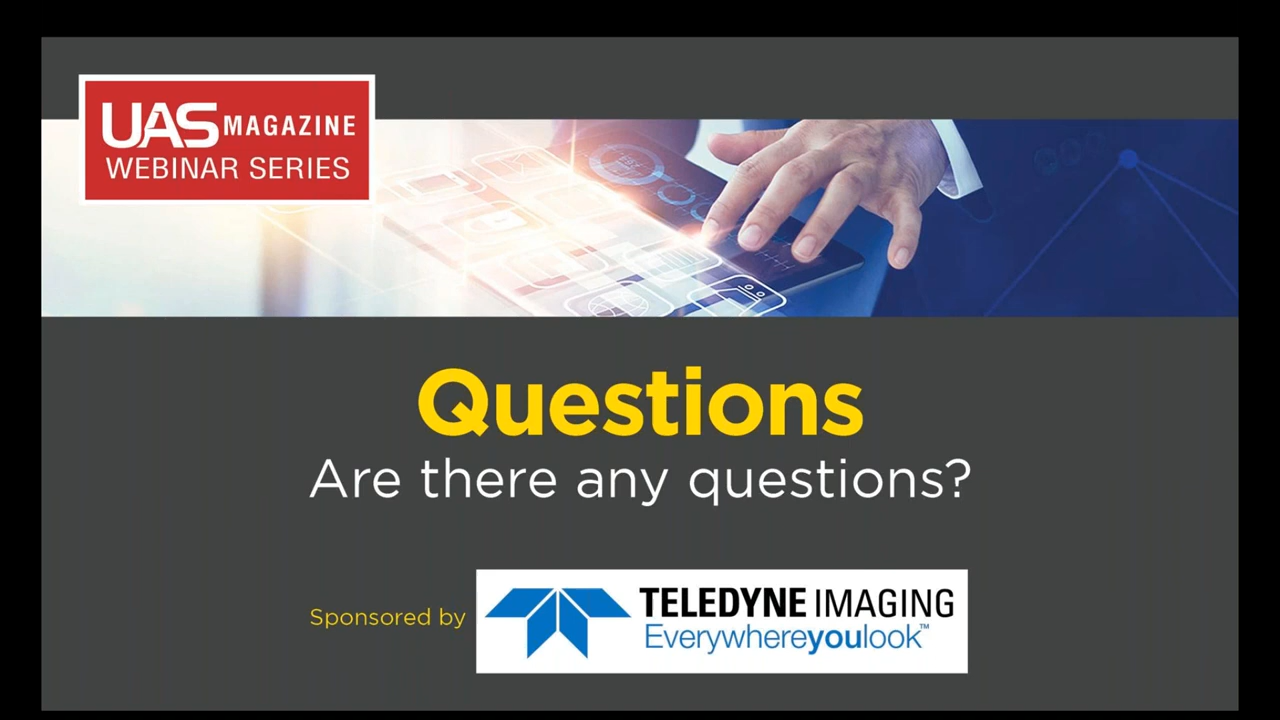 UAS MAGAZINE
WEBINAR SERIES
Questions
Are there any questions?
Sponsored by
TELEDYNE IMAGING
Everywhereyoulook™